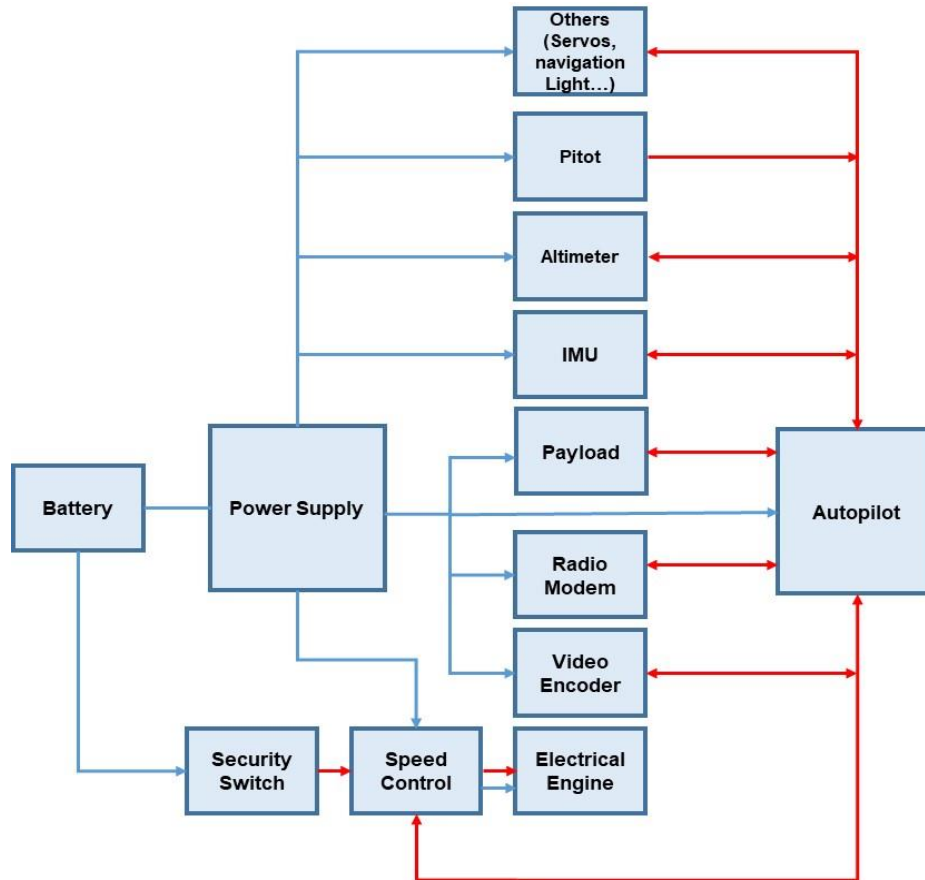 Others
(Servos,
navigation
Light…)
Pitot
Altimeter
IMU
Payload
Battery
Power Supply
Autopilot
Radio
Modem
Video
Encoder
Security
Switch
Speed
Control
Electrical
Engine